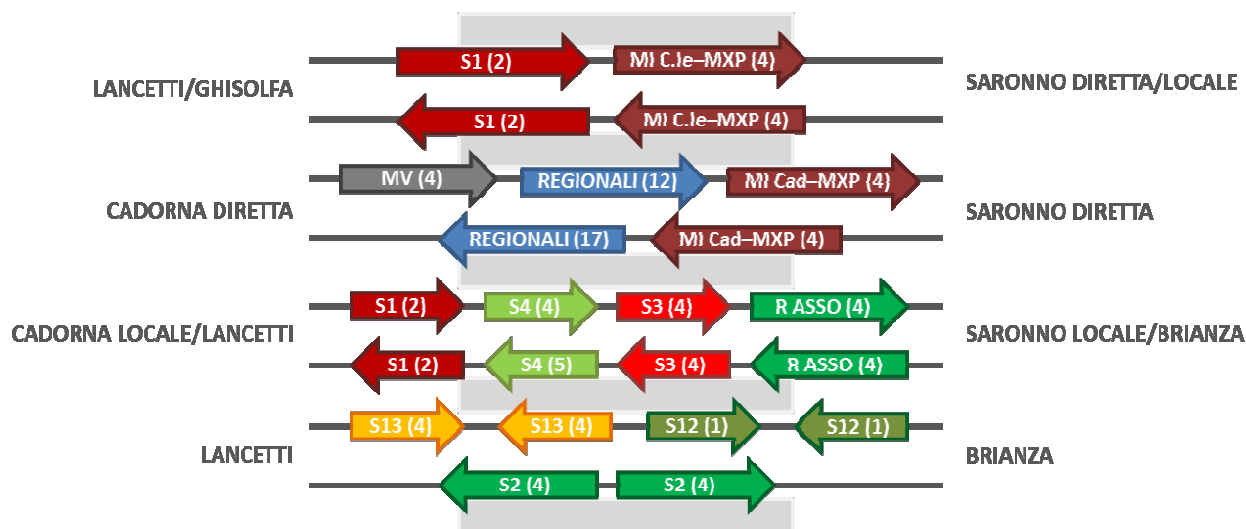 S1 (2) MI C.le–MXP (4)
LANCETTI/GHISOLFA SARONNO DIRETTA/LOCALE
S1 (2) MI C.le–MXP (4)
MV (4) REGIONALI (12) MI Cad–MXP (4)
CADORNA DIRETTA SARONNO DIRETTA
REGIONALI (17) MI Cad–MXP (4)
S1 (2) S4 (4) S3 (4) R ASSO (4)
CADORNA LOCALE/LANCETTI SARONNO LOCALE/BRIANZA
S1 (2) S4 (5) S3 (4) R ASSO (4)
S13 (4) S13 (4) S12 (1) S12 (1)
LANCETTI BRIANZA
S2 (4) S2 (4)